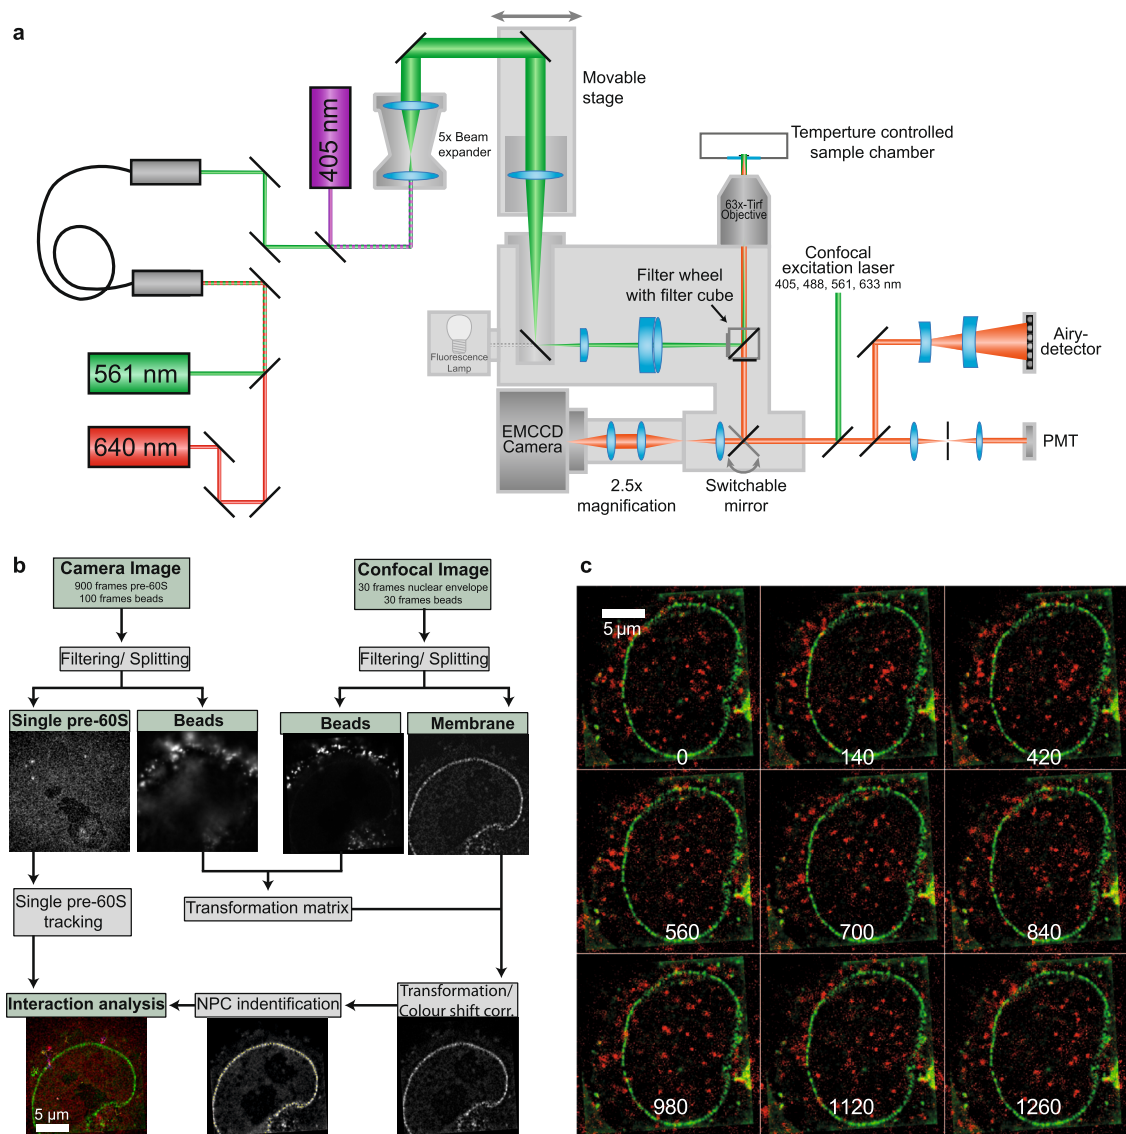 a
Movable
stage
405 nm
5x Beam
expander
Temperture controlled
sample chamber
63x-Tirf
Objective
Confocal
excitation laser
405, 488, 561, 633 nm
Filter wheel
with filter cube
Fluorescence
Lamp
Airy-
detector
561 nm
640 nm
EMCCD
Camera
PMT
2.5x
magnification
Switchable
mirror
b
Camera Image
900 frames pre-60S
100 frames beads
Confocal Image
30 frames nuclear envelope
30 frames beads
Filtering/ Splitting
Filtering/ Splitting
Single pre-60S
Beads
Beads
Membrane
Single pre-60S
tracking
Transformation matrix
Interaction analysis
NPC indentification
Transformation/
Colour shift corr.
5 µm
c
5 µm
0
140
420
560
700
840
980
1120
1260